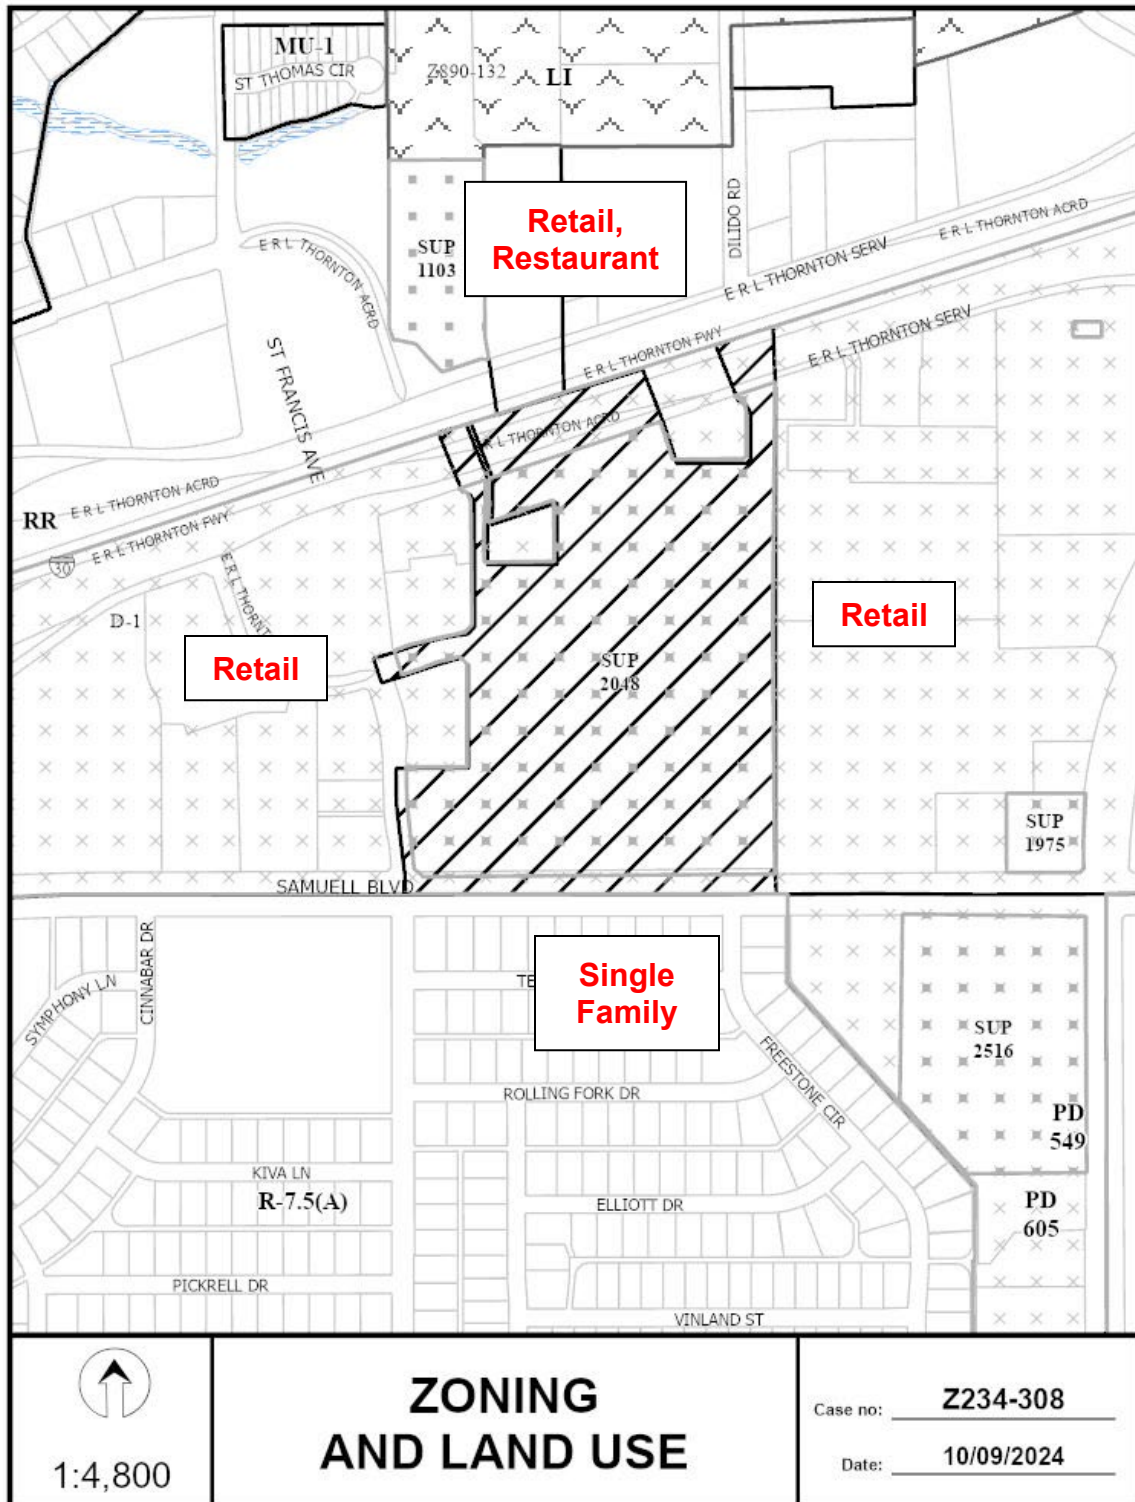 MU-1
ST THOMAS CIR
Z890-132
LI
SUP
1103
Retail,
Restaurant
DILIDO RD
E R L THORNTON ACRD
E R L THORNTON SERV
E R L THORNTON ACRD
E R L THORNTON SERV
E R L THORNTON FWY
ST FRANCIS AVE
R L THORNTON ACRD
RR
E R L THORNTON ACRD
E R L THORNTON FWY
30
E R L THORNT
D-1
Retail
Retail
SUP
2048
SUP
1975
SAMUELL BLVD
SYMPHONY LN
CINNABAR DR
TE
Single
Family
FREESTONE CIR
SUP
2516
ROLLING FORK DR
PD
549
KIVA LN
R-7.5(A)
ELLIOTT DR
PD
605
PICKRELL DR
VINLAND ST
1:4,800
ZONING
AND LAND USE
Case no: Z234-308
Date: 10/09/2024